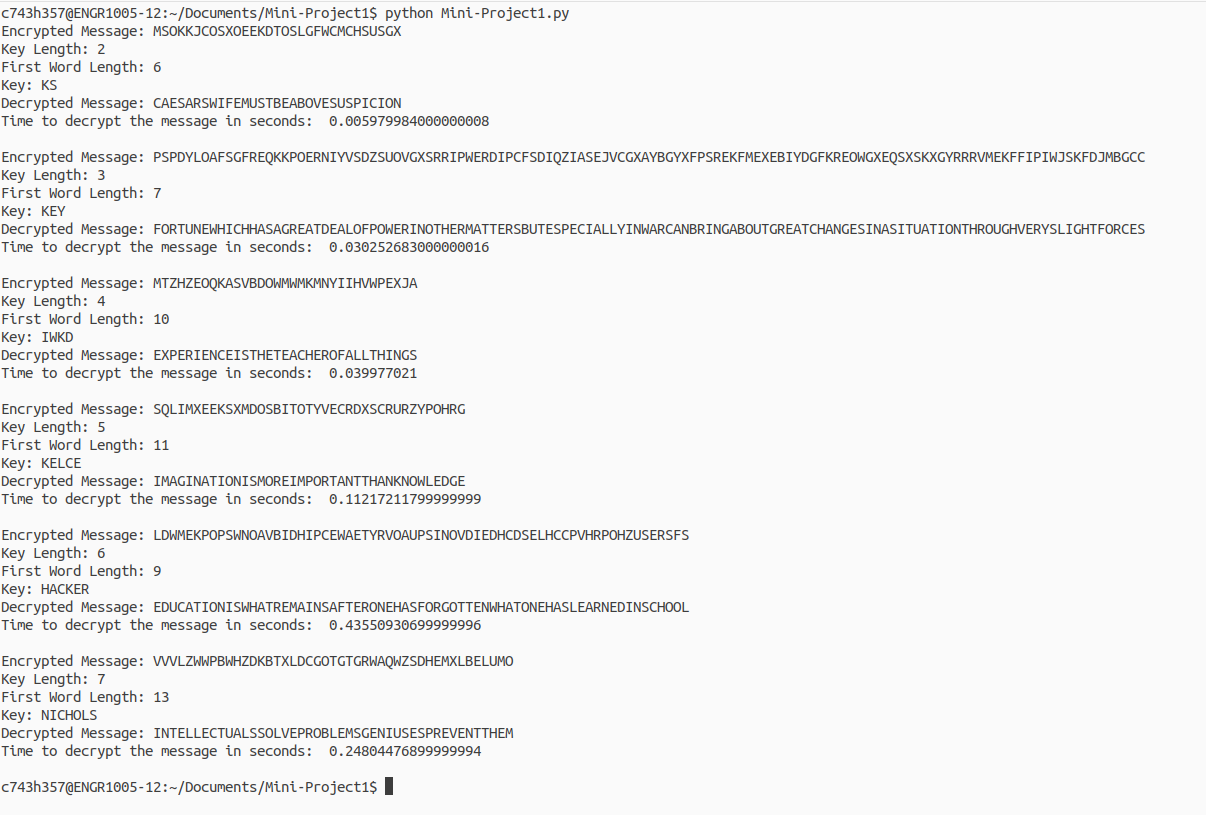 c743h357@ENGR1005-12:~/Documents/Mini-Project1$ python Mini-Project1.py
Encrypted Message: MSOKKJCOSXOEEKDTOSLGFWCMCHSUSGX
Key Length: 2
First Word Length: 6
Key: KS
Decrypted Message: CAESARSWIFEMUSTBEABOVESUSPICION
Time to decrypt the message in seconds:  0.005979984000000008

Encrypted Message: PSPDYLOAFSGFREQKKPOERNIYVSDZSUOVGXSRRIPWERDIPCFSDIQZIASEJVCGXAYBGYXFPSREKFMEXEBIYDGFKREOWGXEQSXSKXGYRRRVMEKFFIPIWJSKFDJMBGCC
Key Length: 3
First Word Length: 7
Key: KEY
Decrypted Message: FORTUNEWHICHHASAGREATDEALOFPOWERINOTHERMATTERSBUTESPECIALLYINWARCANBRINGABOUTGREATCHANGESINASITUATIONTHROUGHVERYSLIGHTFORCES
Time to decrypt the message in seconds:  0.030252683000000016

Encrypted Message: MTZHZEOQKASVBDOWMWMKMNYIIHVWPEXJA
Key Length: 4
First Word Length: 10
Key: IWKD
Decrypted Message: EXPERIENCEISTHETEACHEROFALLTHINGS
Time to decrypt the message in seconds:  0.039977021

Encrypted Message: SQLIMXEEKSXMDOSBITOTYVECRDXSCRURZYPOHRG
Key Length: 5
First Word Length: 11
Key: KELCE
Decrypted Message: IMAGINATIONISMOREIMPORTANTTHANKNOWLEDGE
Time to decrypt the message in seconds:  0.11217211799999999

Encrypted Message: LDWMEKPOPSWNOAVBIDHIPCEWAETYRVOAUPSINOVDIEDHCDSELHCCPVHRPOHZUSERSFS
Key Length: 6
First Word Length: 9
Key: HACKER
Decrypted Message: EDUCATIONISWHATREMAINSAFTERONEHASFORGOTTENWHATONEHASLEARNEDINSCHOOL
Time to decrypt the message in seconds:  0.43550930699999996

Encrypted Message: VVVLZWWPBWHZDKBTXLDCGOTGTGRWAQWZSDHEMXLBELUMO
Key Length: 7
First Word Length: 13
Key: NICHOLS
Decrypted Message: INTELLECTUALSSOLVEPROBLEMSGENIUSESPREVENTTHEM
Time to decrypt the message in seconds:  0.24804476899999994

c743h357@ENGR1005-12:~/Documents/Mini-Project1$